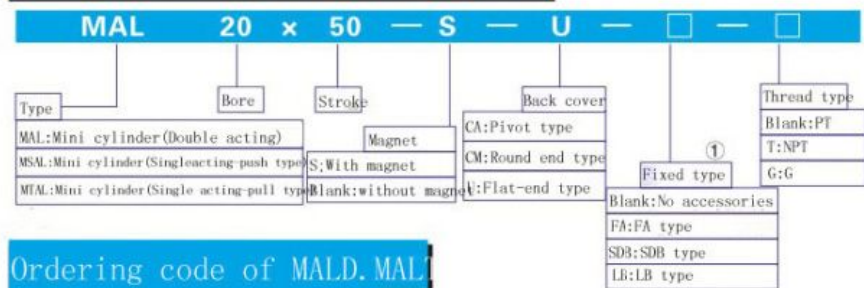 MAL 20 × 50 — S — U — □ — □
Type
MAL:Mini cylinder(Double acting)
MSAL:Mini cylinder(Singleacting-push type)
MTAL:Mini cylinder(Single acting-pull type)
Bore
Stroke
Magnet
S;With magnet
Blank:without magnet
Back cover
CA:Pivot type
CM:Round end type
U:Flat-end type
①
Fixed type
Blank:No accessories
FA:FA type
SDB:SDB type
LB:LB type
Thread type
Blank:PT
T:NPT
G:G
Ordering code of MALD.MALT